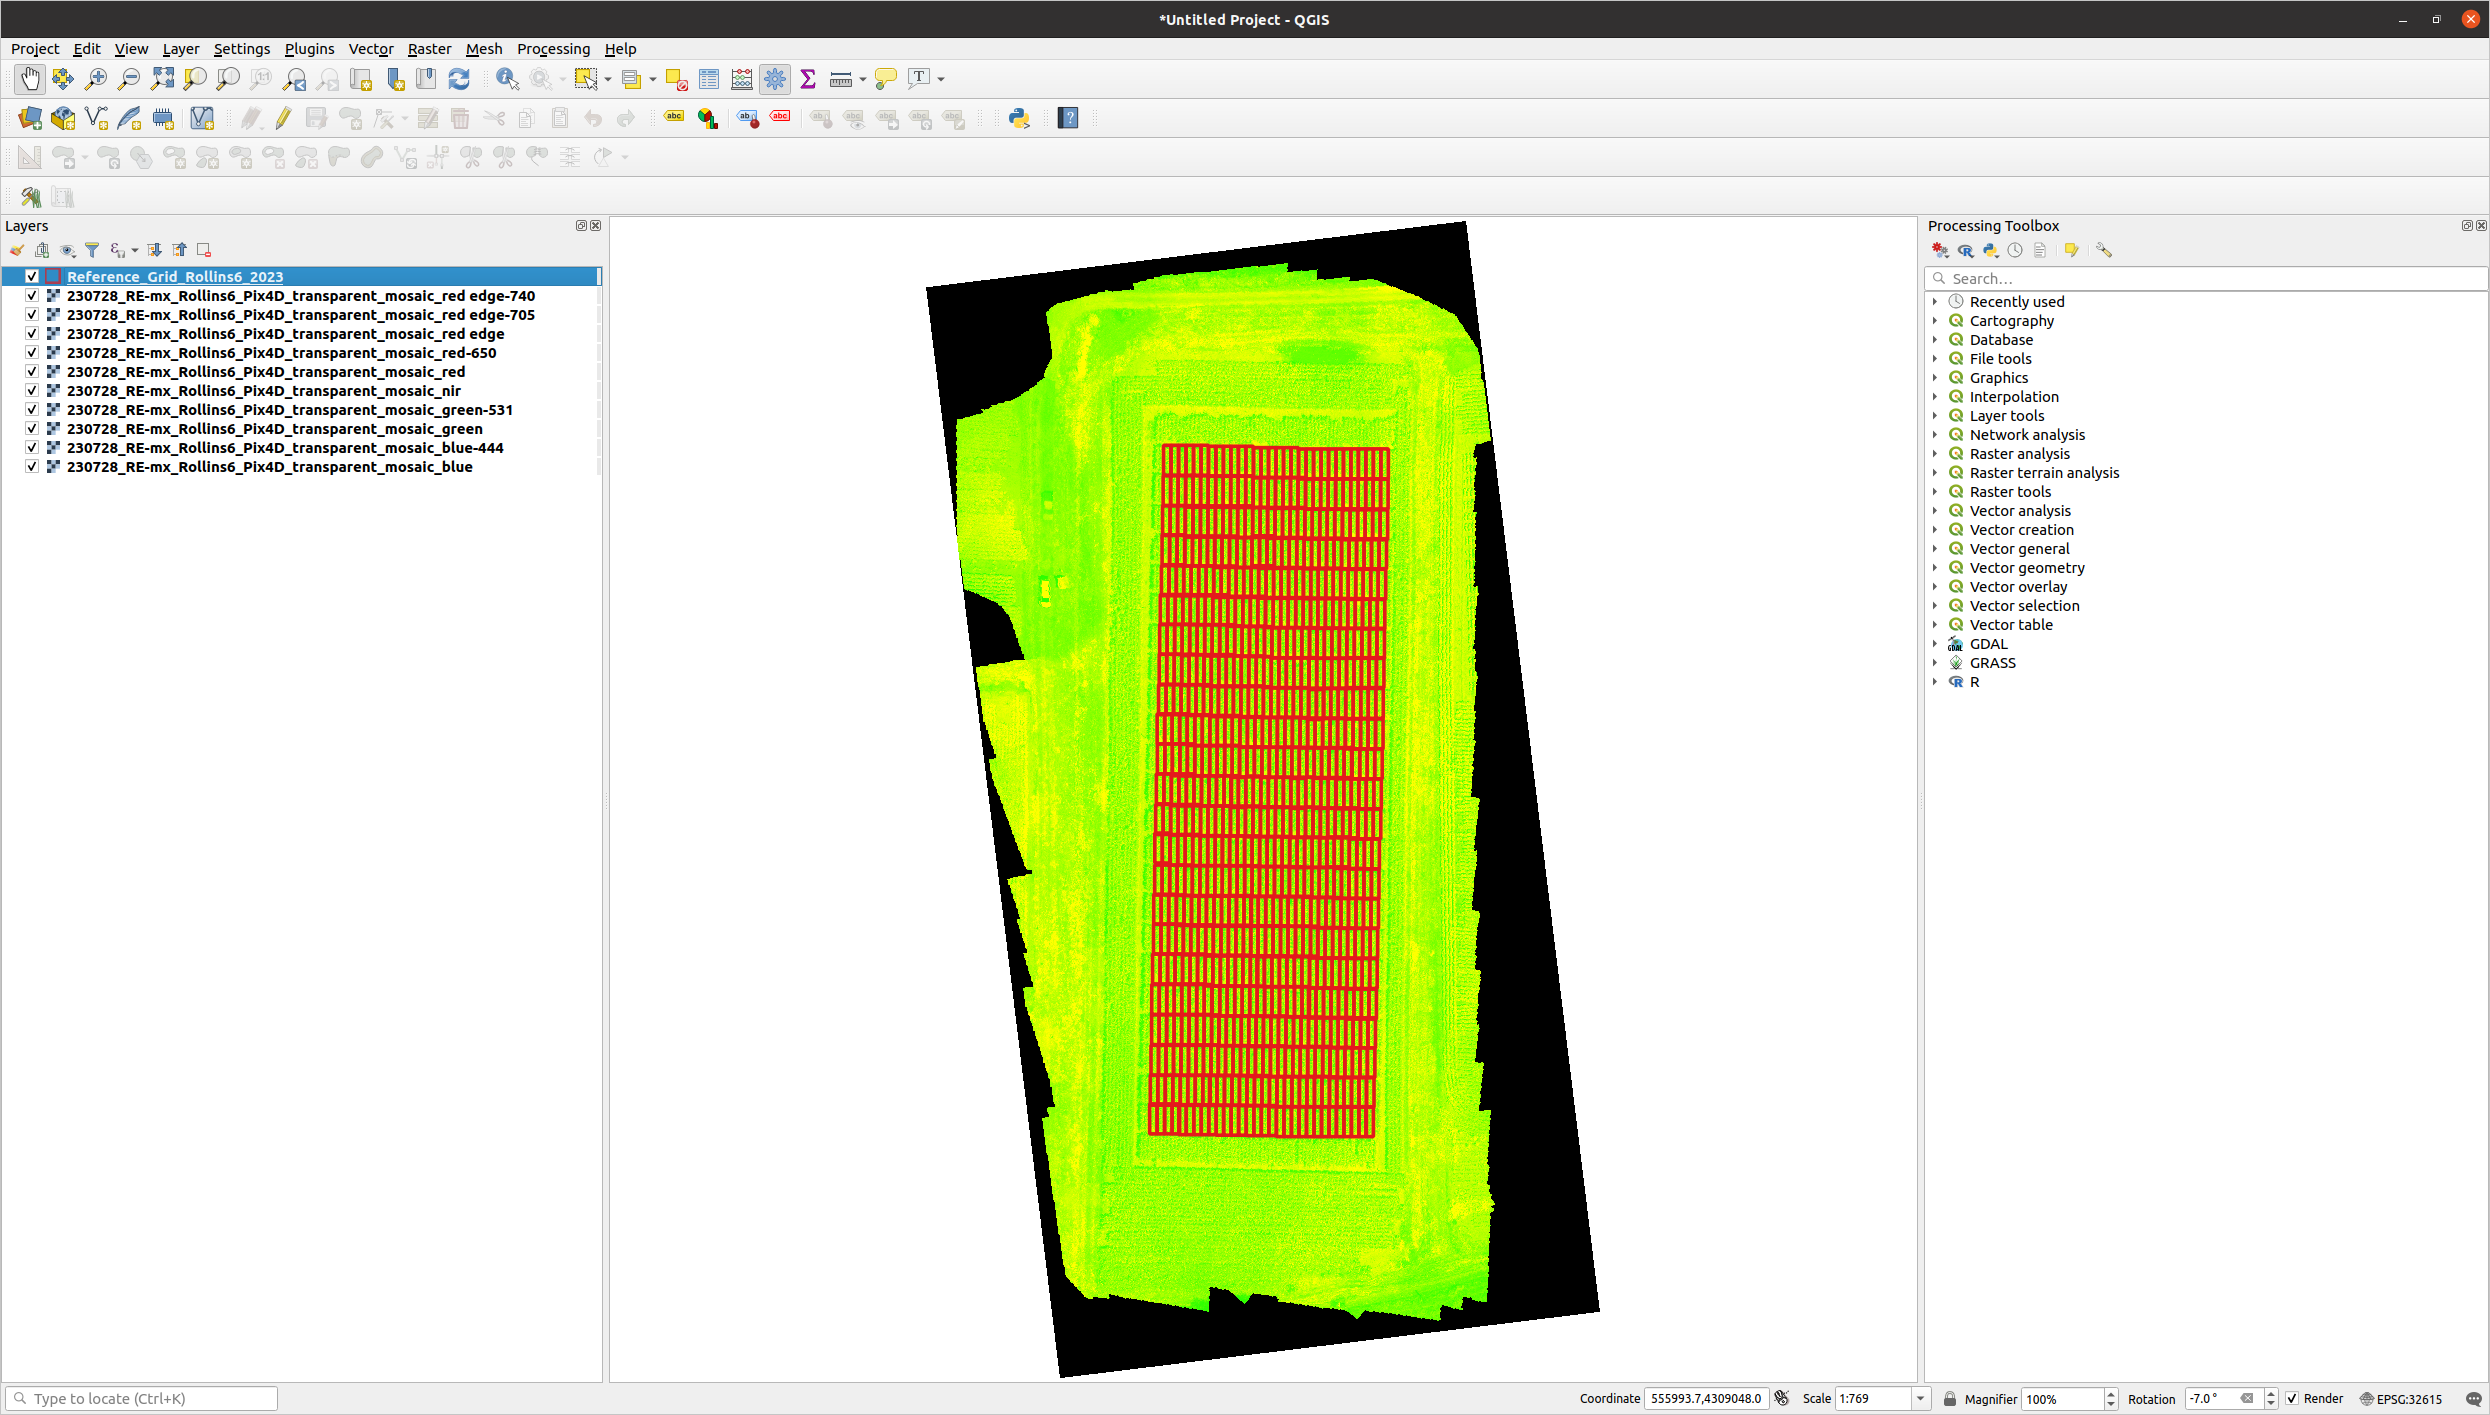 *Untitled Project - QGIS
Project Edit View Layer Settings Plugins Vector Raster Mesh Processing Help
Layers
Processing Toolbox
Search…
Reference_Grid_Rollins6_2023
230728_RE-mx_Rollins6_Pix4D_transparent_mosaic_red edge-740
230728_RE-mx_Rollins6_Pix4D_transparent_mosaic_red edge-705
230728_RE-mx_Rollins6_Pix4D_transparent_mosaic_red edge
230728_RE-mx_Rollins6_Pix4D_transparent_mosaic_red-650
230728_RE-mx_Rollins6_Pix4D_transparent_mosaic_red
230728_RE-mx_Rollins6_Pix4D_transparent_mosaic_nir
230728_RE-mx_Rollins6_Pix4D_transparent_mosaic_green-531
230728_RE-mx_Rollins6_Pix4D_transparent_mosaic_green
230728_RE-mx_Rollins6_Pix4D_transparent_mosaic_blue-444
230728_RE-mx_Rollins6_Pix4D_transparent_mosaic_blue
Recently used
Cartography
Database
File tools
Graphics
Interpolation
Layer tools
Network analysis
Raster analysis
Raster terrain analysis
Raster tools
Vector analysis
Vector creation
Vector general
Vector geometry
Vector overlay
Vector selection
Vector table
GDAL
GRASS
R
Type to locate (Ctrl+K)
Coordinate 555993.7,4309048.0 Scale 1:769 Magnifier 100% Rotation -7.0 ° Render EPSG:32615